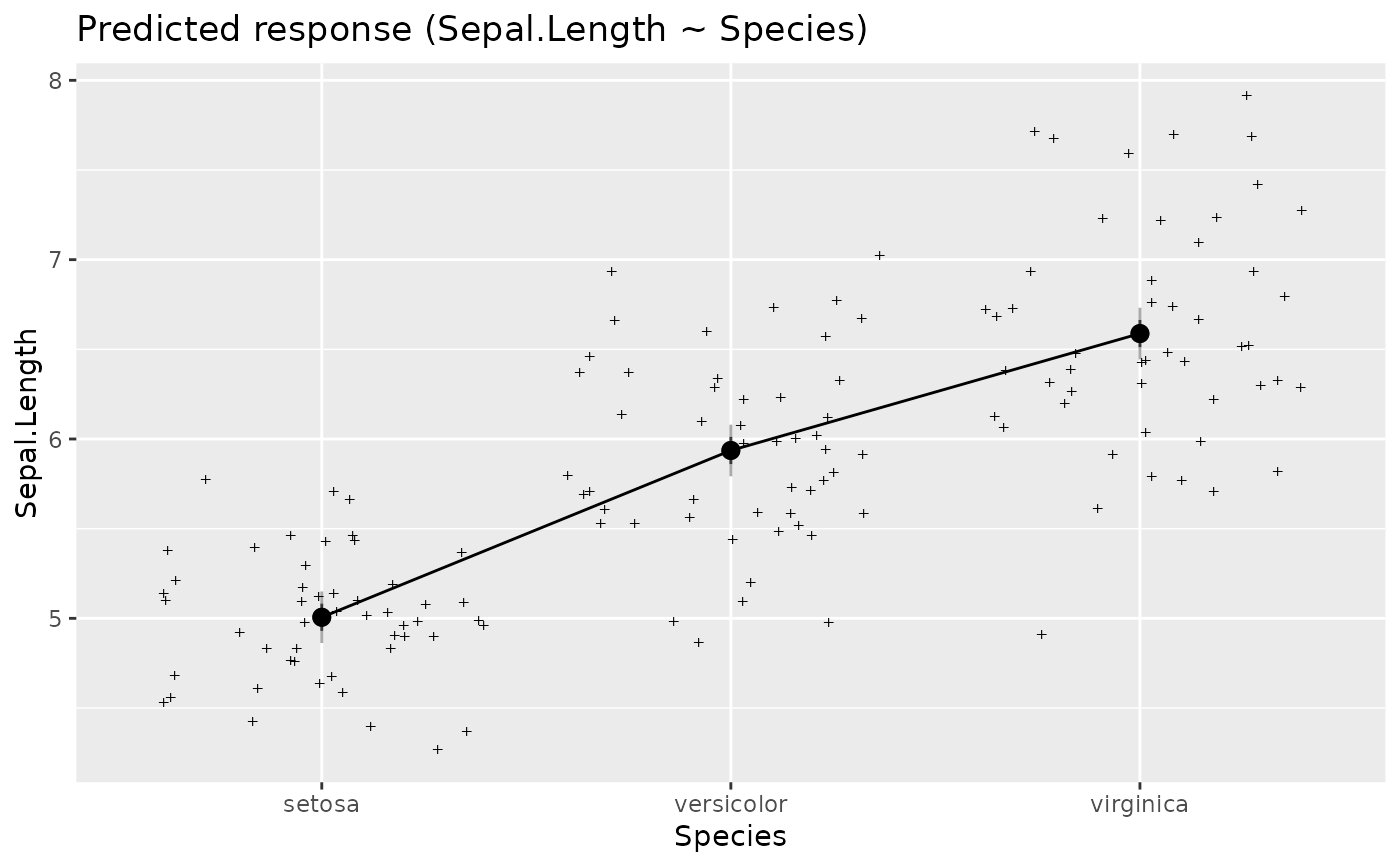 Predicted response (Sepal.Length ~ Species)
8
7
6
5
Sepal.Length
setosa versicolor virginica
Species